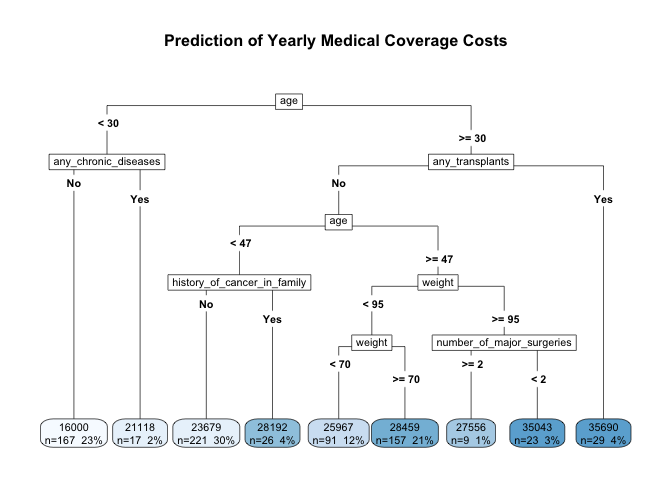 Prediction of Yearly Medical Coverage Costs
age
< 30
>= 30
any_chronic_diseases
any_transplants
No
Yes
No
Yes
age
< 47
>= 47
history_of_cancer_in_family
weight
No
Yes
< 95
>= 95
weight
number_of_major_surgeries
< 70
>= 70
>= 2
< 2
16000
n=167 23%
21118
n=17 2%
23679
n=221 30%
28192
n=26 4%
25967
n=91 12%
28459
n=157 21%
27556
n=9 1%
35043
n=23 3%
35690
n=29 4%